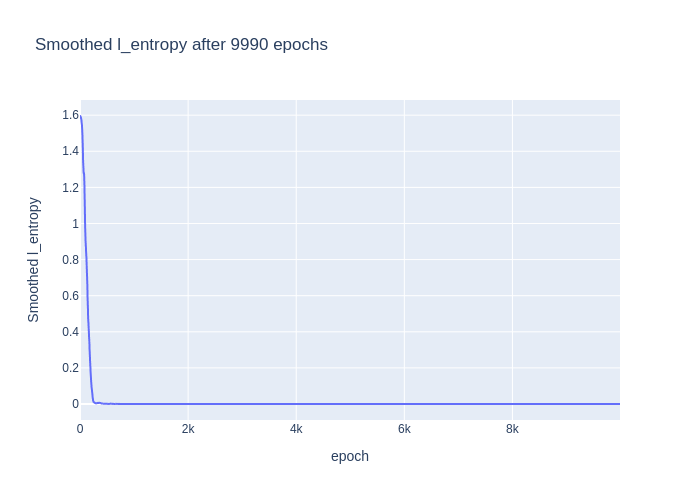 Smoothed l_entropy after 9990 epochs
1.6
1.4
1.2
1
0.8
0.6
0.4
0.2
0
Smoothed l_entropy
0
2k
4k
6k
8k
epoch